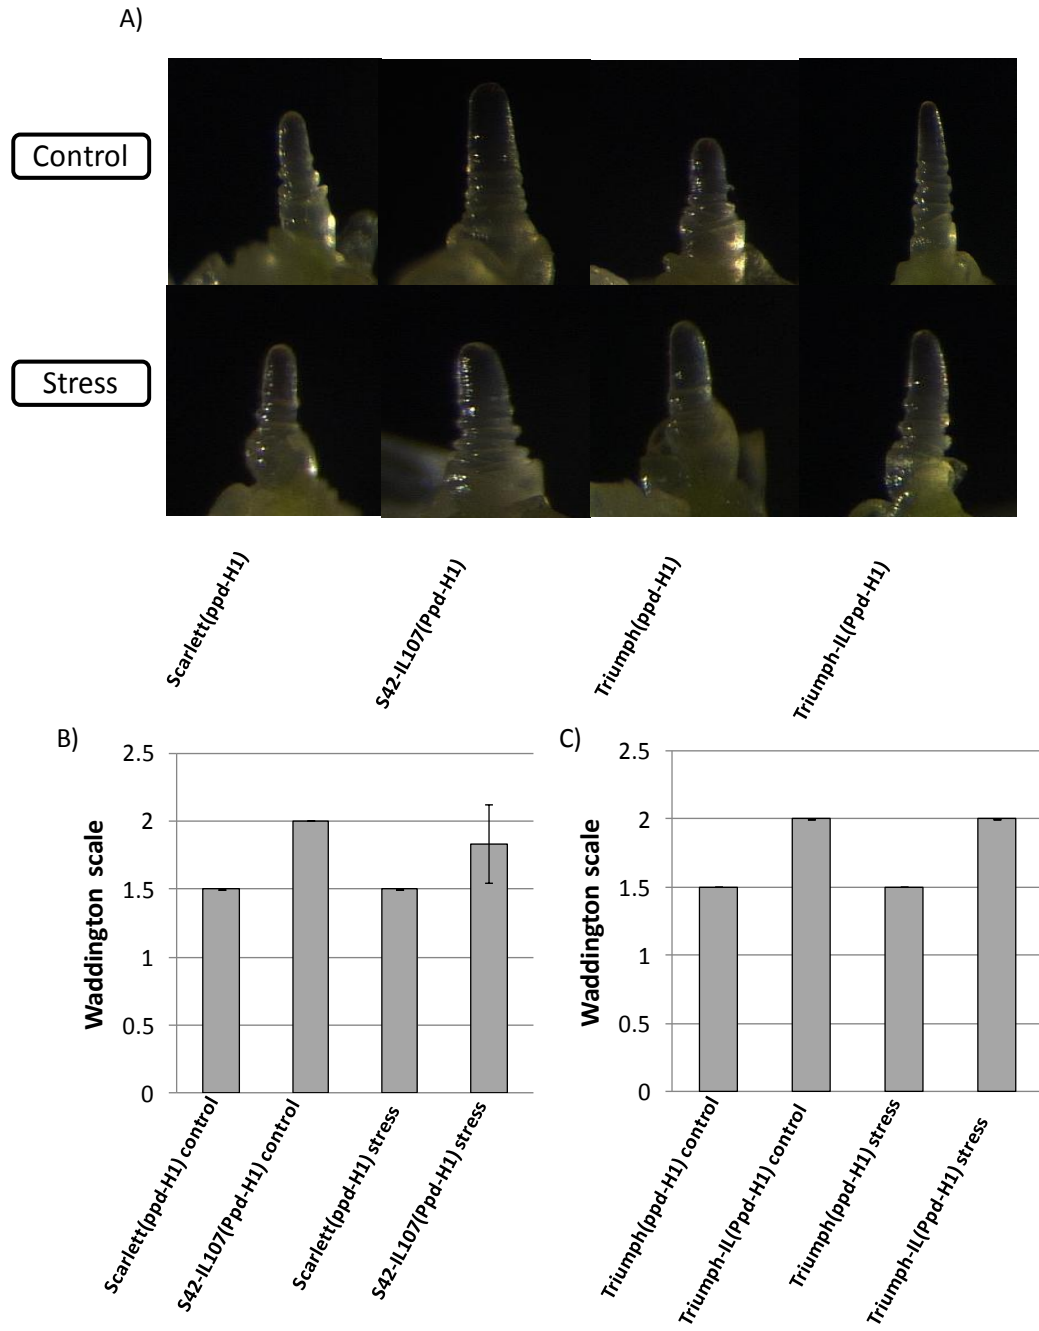 A)
Control
Stress
Scarlett(ppd-H1)
S42-IL107(Ppd-H1)
Triumph(ppd-H1)
Triumph-IL(Ppd-H1)
B)
Waddington scale
2.5
2
1.5
1
0.5
0
Scarlett(ppd-H1) control
S42-IL107(Ppd-H1) control
Scarlett(ppd-H1) stress
S42-IL107(Ppd-H1) stress
C)
Waddington scale
2.5
2
1.5
1
0.5
0
Triumph(ppd-H1) control
Triumph-IL(Ppd-H1) control
Triumph(ppd-H1) stress
Triumph-IL(Ppd-H1) stress